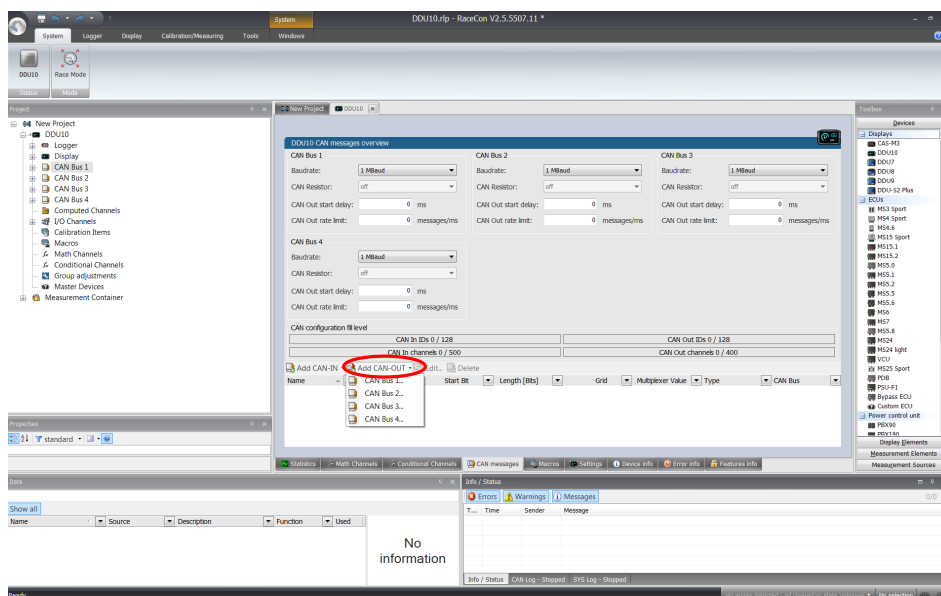 System
DDU10.rlp - RaceCon V2.5.5507.11 *
System Logger Display Calibration/Measuring Tools Windows
DDU10
Race Mode
Status
Mode
Project
New Project
DDU10
Logger
Display
CAN Bus 1
CAN Bus 2
CAN Bus 3
CAN Bus 4
Computed Channels
I/O Channels
Calibration Items
Macros
Math Channels
Conditional Channels
Group adjustments
Master Devices
Measurement Container
Properties
standard
New Project DDU10
DDU10 CAN messages overview
CAN Bus 1 CAN Bus 2 CAN Bus 3
Baudrate: 1 MBaud Baudrate: 1 MBaud Baudrate: 1 MBaud
CAN Resistor: off CAN Resistor: off CAN Resistor: off
CAN Out start delay: 0 ms CAN Out start delay: 0 ms CAN Out start delay: 0 ms
CAN Out rate limit: 0 messages/ms CAN Out rate limit: 0 messages/ms CAN Out rate limit: 0 messages/ms
CAN Bus 4
Baudrate: 1 MBaud
CAN Resistor: off
CAN Out start delay: 0 ms
CAN Out rate limit: 0 messages/ms
CAN configuration fill level
CAN In IDs 0 / 128 CAN Out IDs 0 / 128
CAN In channels 0 / 500 CAN Out channels 0 / 400
Add CAN-IN Add CAN-OUT Edit... Delete
Name Start Bit Length [Bits] Grid Multiplexer Value Type CAN Bus
CAN Bus 1...
CAN Bus 2...
CAN Bus 3...
CAN Bus 4...
Statistics Math Channels Conditional Channels CAN messages Macros Settings Device info Error info Features info
Toolbox
Devices
Displays
CAS-M3
DDU10
DDU7
DDU8
DDU9
DDU-S2 Plus
ECUs
MS3 Sport
MS4 Sport
MS4.6
MS15 Sport
MS15.1
MS15.2
MS5.0
MS5.1
MS5.2
MS5.5
MS5.6
MS6
MS7
MS5.8
MS24
MS24 light
VCU
MS25 Sport
PDB
PSU-F1
Bypass ECU
Custom ECU
Power control unit
PBX90
PBX190
Display Elements
Measurement Elements
Measurement Sources
Data
Show all
Name Source Description Function Used
No
information
Info / Status
Errors Warnings Messages 0/0
T... Time Sender Message
Info / Status CAN Log - Stopped SYS Log - Stopped
Ready
No selection